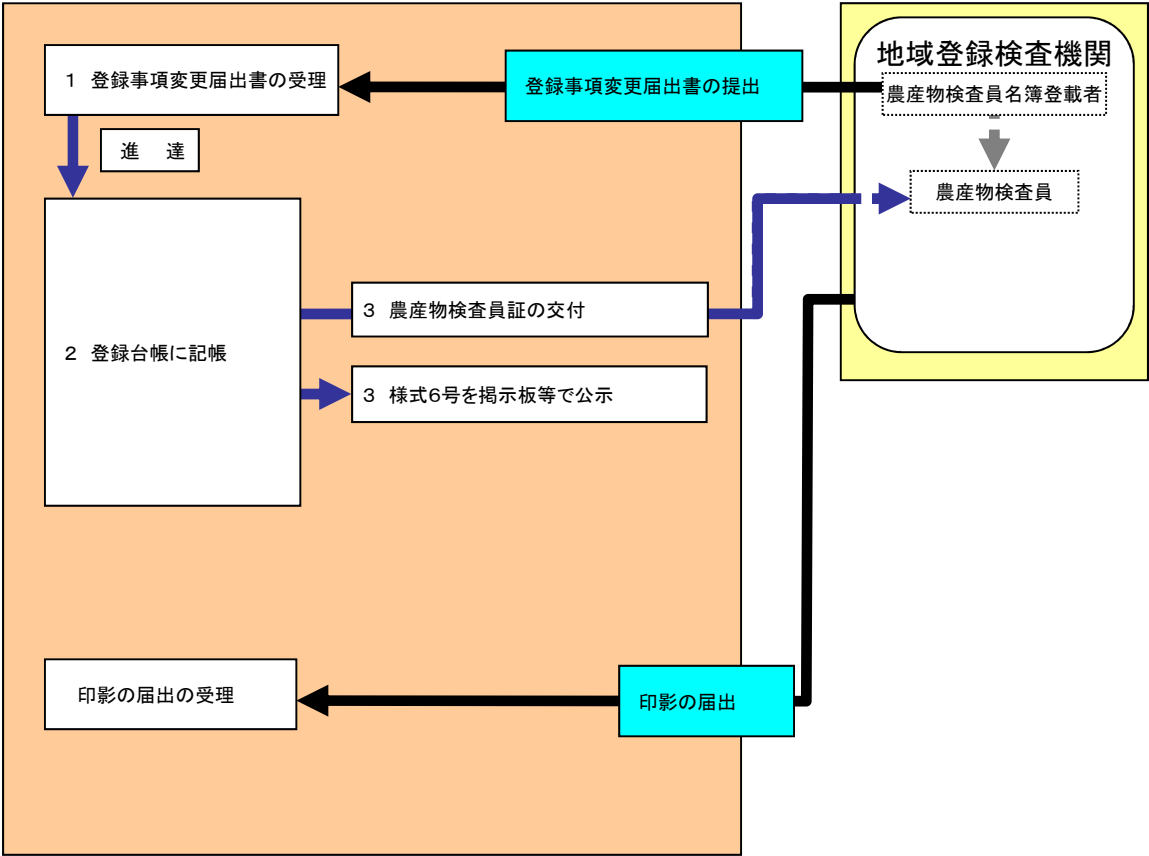 地域登録検査機関
1 登録事項変更届出書の受理
登録事項変更届出書の提出
農産物検査員名簿登載者
進 達
農産物検査員
3 農産物検査員証の交付
2 登録台帳に記帳
3 様式6号を掲示板等で公示
印影の届出の受理
印影の届出